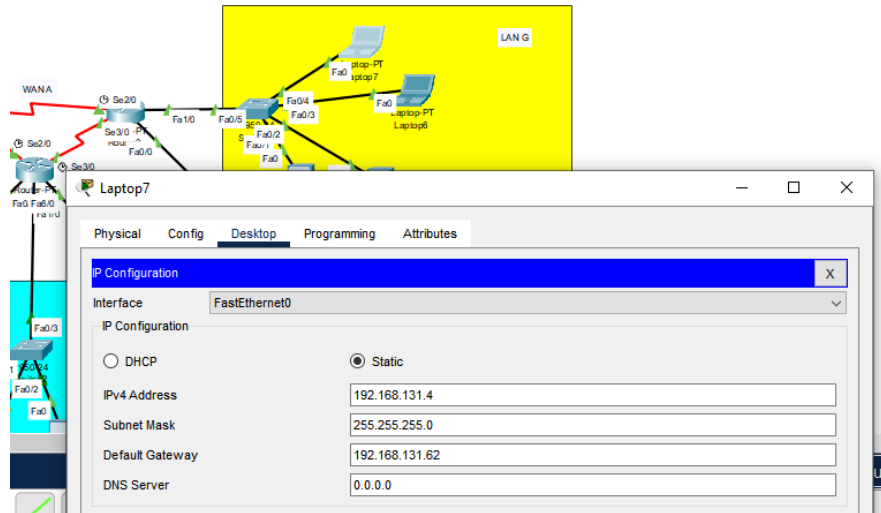 LAN G
WAN A
Se2/0
Fa0
Laptop7
Fa0/4
Fa0
Laptop-PT
Laptop6
Fa1/0
Fa0/5
Fa0/3
Se3/0
Fa0/2
Fa0/0
Fa0
Se2/0
Se3/0
Router-PT
Fa6/0
Laptop7
Physical
Config
Desktop
Programming
Attributes
IP Configuration
X
Interface
FastEthernet0
IP Configuration
DHCP
Static
IPv4 Address
192.168.131.4
Subnet Mask
255.255.255.0
Default Gateway
192.168.131.62
DNS Server
0.0.0.0
Fa0/3
Fa0/2
Fa0